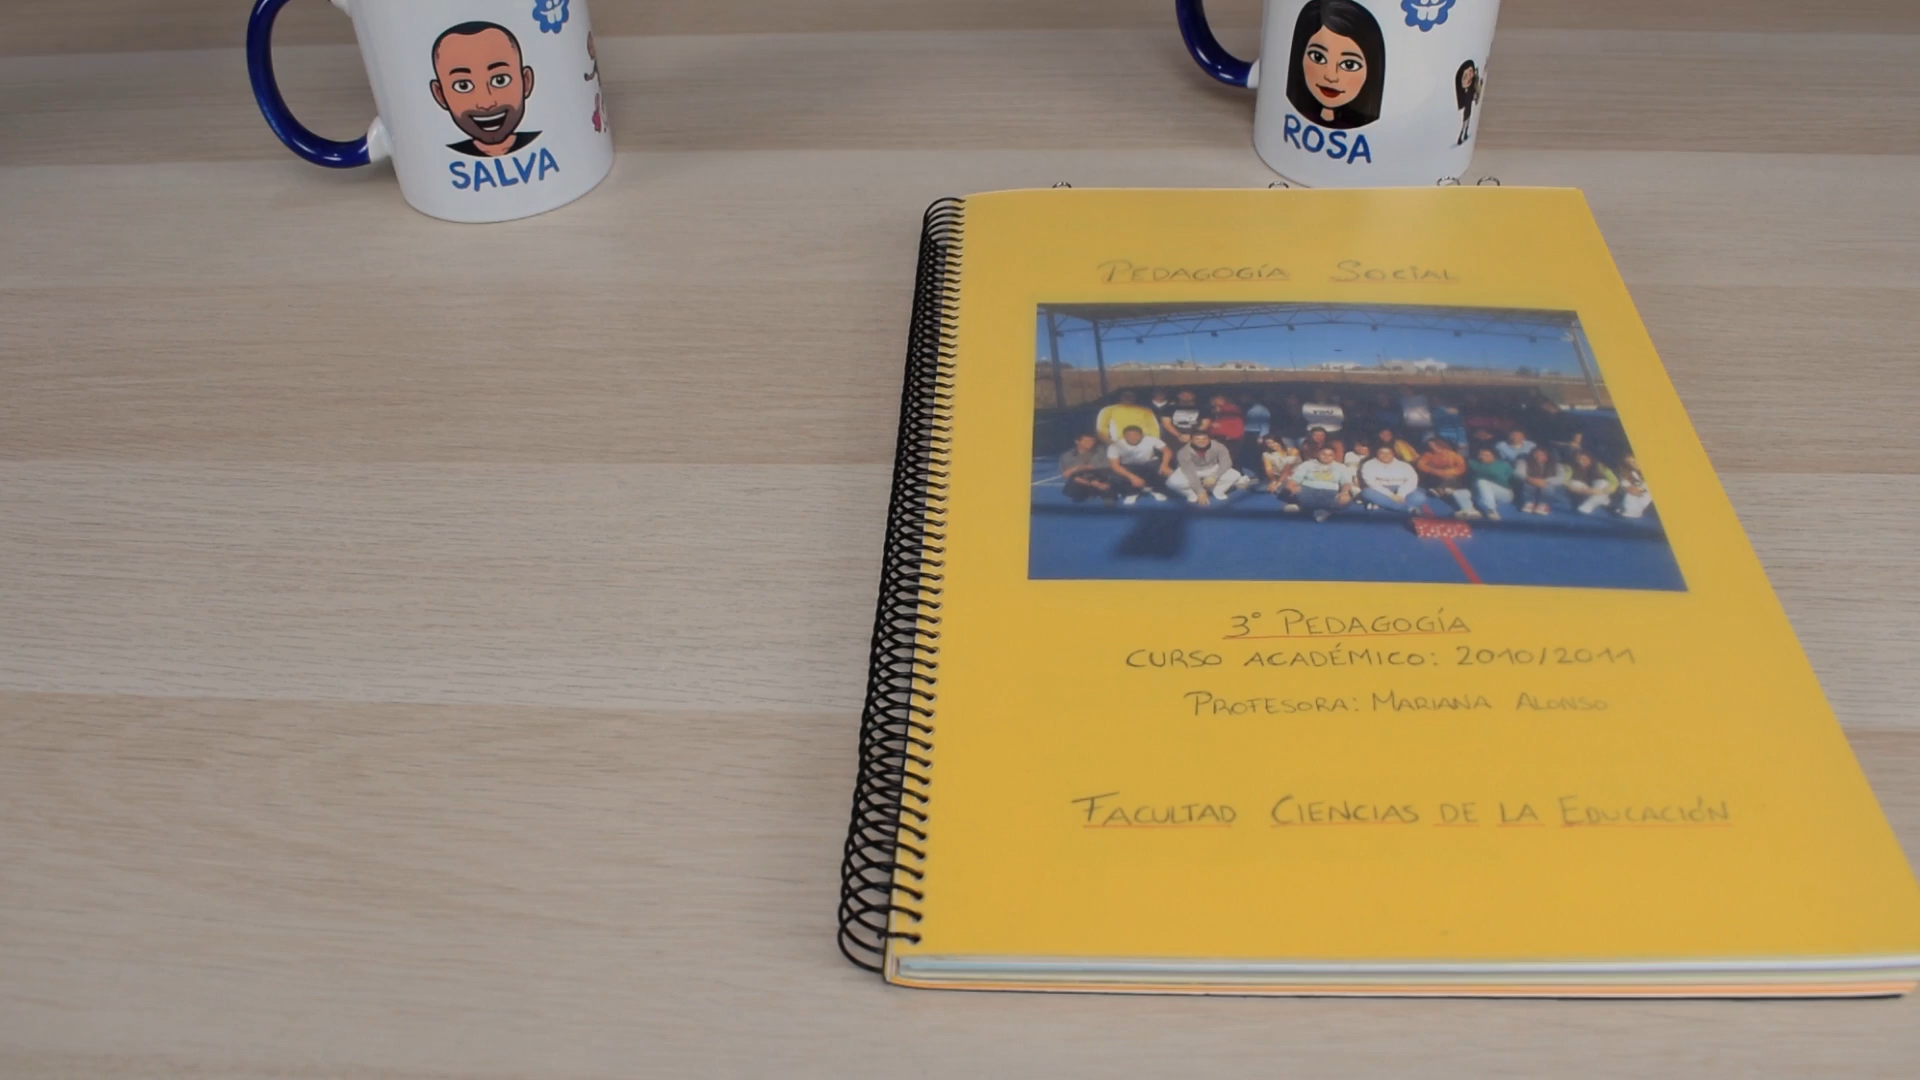 SALVA
ROSA
PEDAGOGÍA SOCIAL
3° PEDAGOGÍA
CURSO ACADÉMICO: 2010/2011
PROFESORA: MARIANA ALONSO
FACULTAD CIENCIAS DE LA EDUCACIÓN